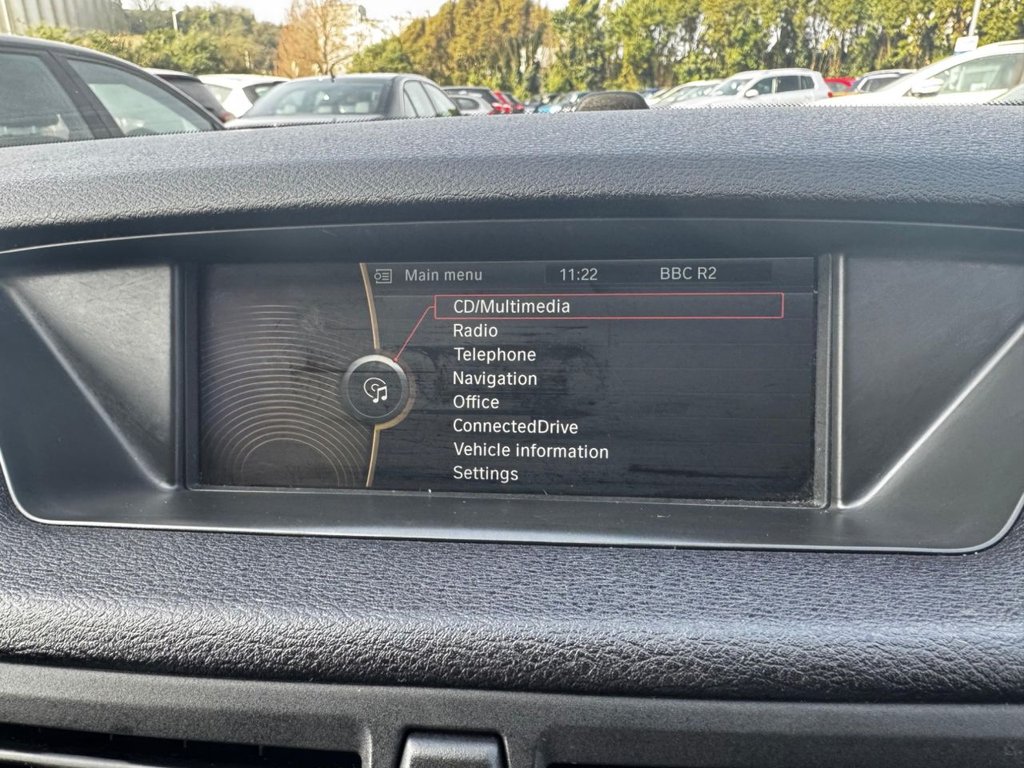 Main menu 11:22 BBC R2
CD/Multimedia
Radio
Telephone
Navigation
Office
ConnectedDrive
Vehicle information
Settings